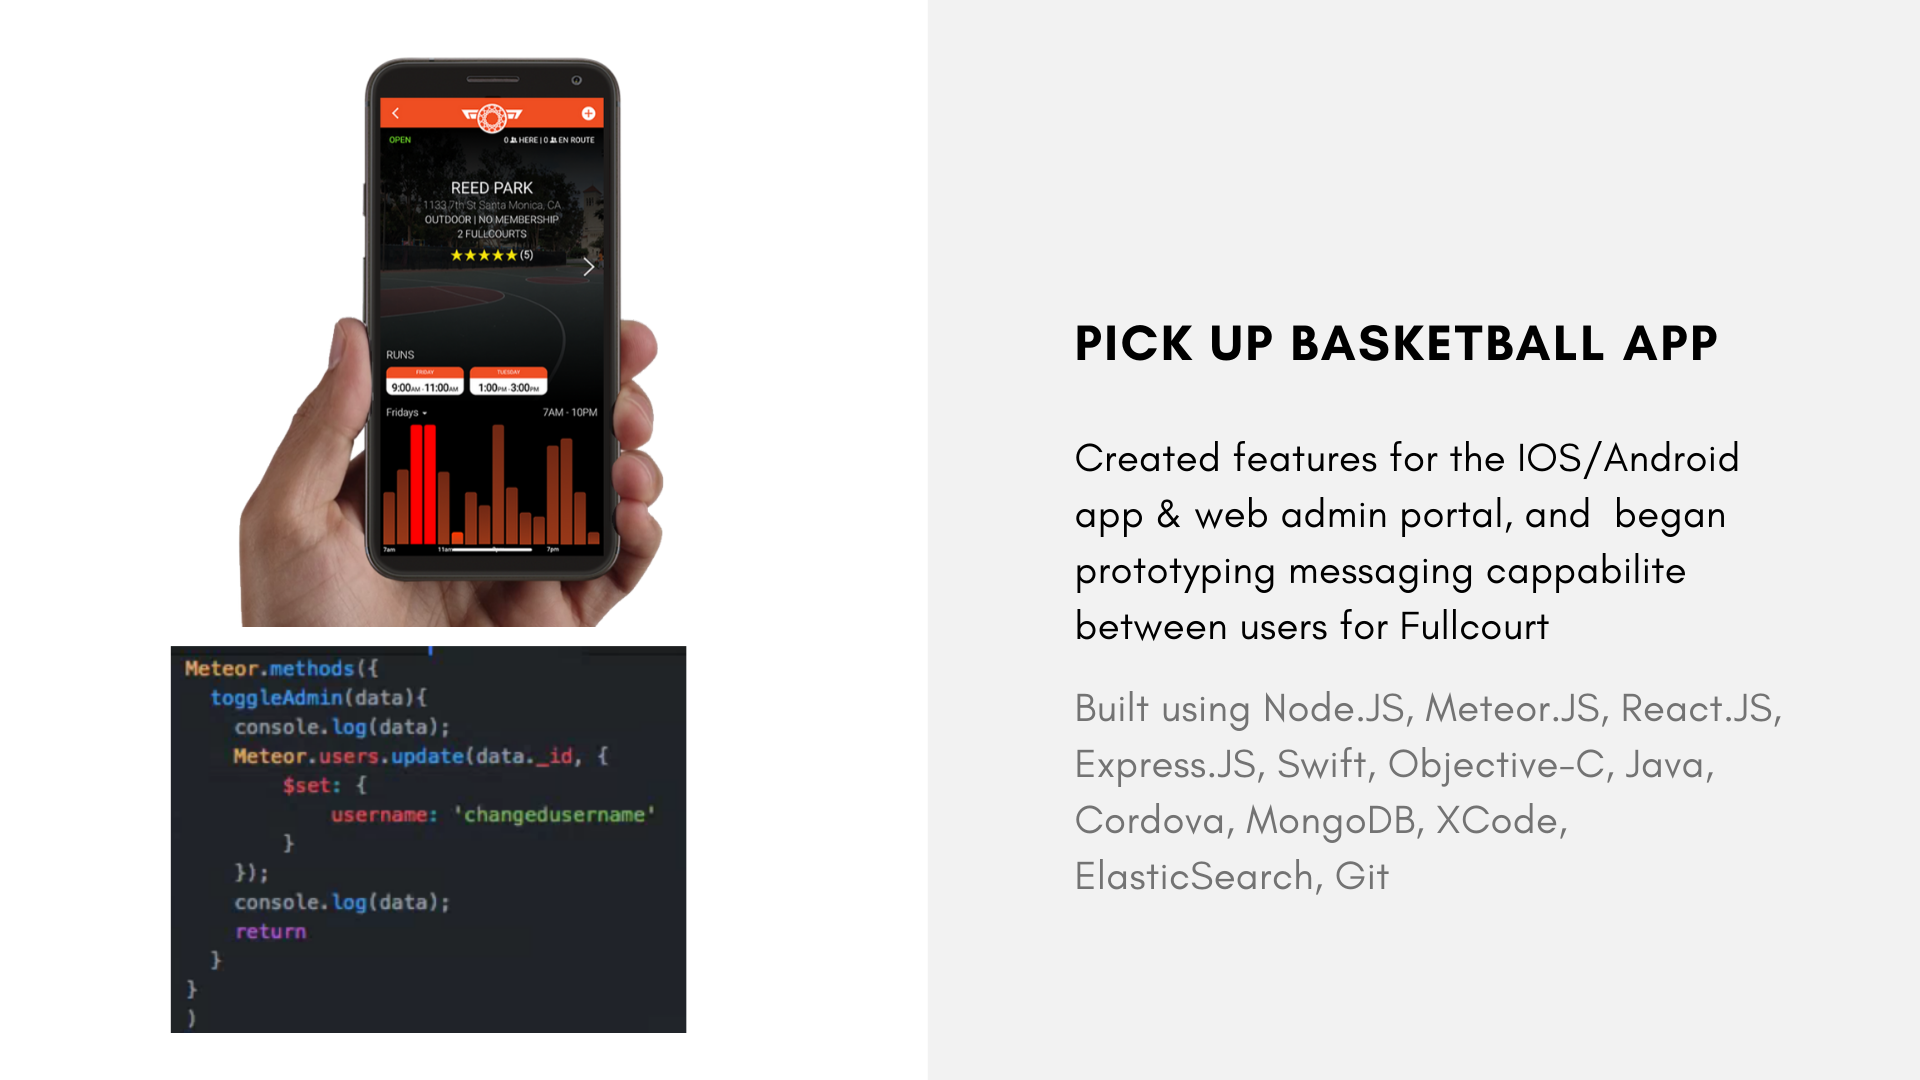 OPEN
0 HERE | 0 EN ROUTE
REED PARK
1133 7th St Santa Monica, CA
OUTDOOR | NO MEMBERSHIP
2 FULLCOURTS
★★★★★ (5)
RUNS
FRIDAY
9:00AM - 11:00AM
TUESDAY
1:00PM - 3:00PM
Fridays
7AM - 10PM
7am 11am 7pm
Meteor.methods({
toggleAdmin(data){
console.log(data);
Meteor.users.update(data._id, {
$set: {
username: 'changedusername'
}
});
console.log(data);
return
}
}
)
PICK UP BASKETBALL APP
Created features for the IOS/Android
app & web admin portal, and began
prototyping messaging cappabilite
between users for Fullcourt
Built using Node.JS, Meteor.JS, React.JS,
Express.JS, Swift, Objective-C, Java,
Cordova, MongoDB, XCode,
ElasticSearch, Git